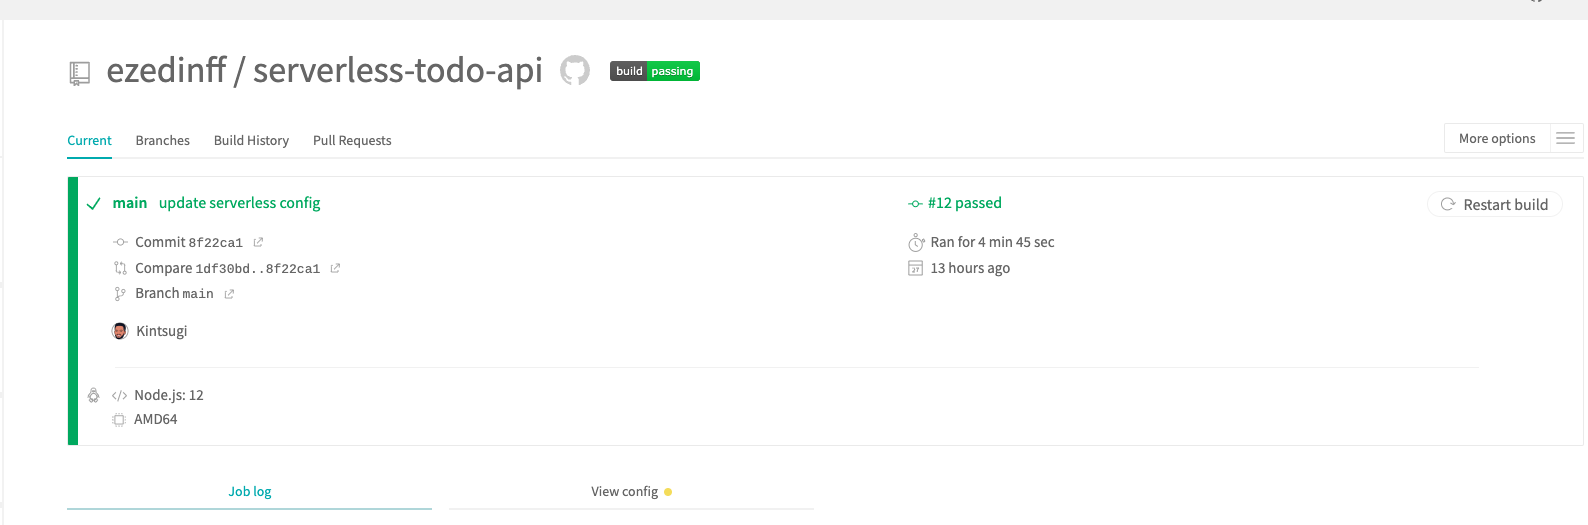 ezedinff / serverless-todo-api build passing
Current Branches Build History Pull Requests More options
main update serverless config #12 passed Restart build
Commit 8f22ca1 Ran for 4 min 45 sec
Compare 1df30bd..8f22ca1 13 hours ago
Branch main
Kintsugi
</> Node.js: 12
AMD64
Job log View config